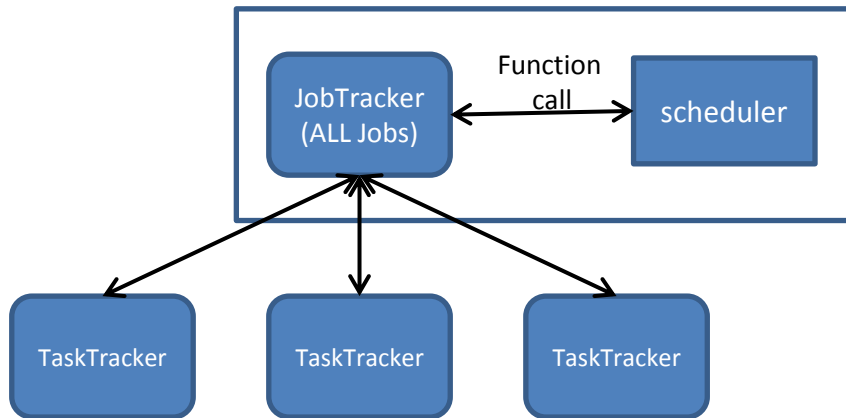 Function
call
JobTracker
(ALL Jobs)
scheduler
TaskTracker
TaskTracker
TaskTracker